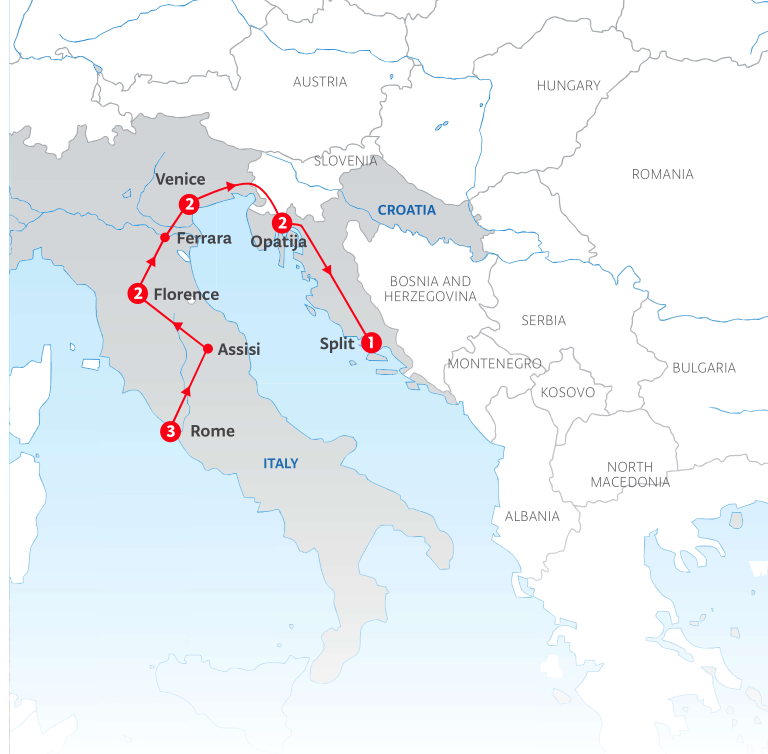 AUSTRIA
HUNGARY
SLOVENIA
ROMANIA
Venice
2
CROATIA
2
Ferrara
Opatija
BOSNIA AND
HERZEGOVINA
2
Florence
SERBIA
Split
1
Assisi
MONTENEGRO
BULGARIA
KOSOVO
3
Rome
ITALY
NORTH
MACEDONIA
ALBANIA